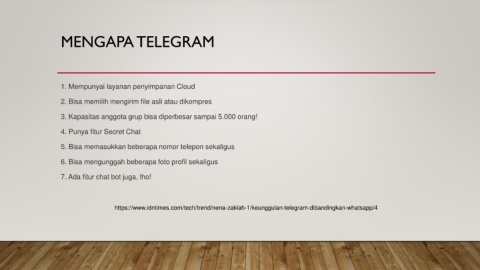 MENGAPA TELEGRAM
1. Mempunyai layanan penyimpanan Cloud
2. Bisa memilih mengirim file asli atau dikompres
3. Kapasitas anggota grup bisa diperbesar sampai 5.000 orang!
4. Punya fitur Secret Chat
5. Bisa memasukkan beberapa nomor telepon sekaligus
6. Bisa mengunggah beberapa foto profil sekaligus
7. Ada fitur chat bot juga, lho!
https://www.idntimes.com/tech/trend/nena-zakiah-1/keunggulan-telegram-dibandingkan-whatsapp/4